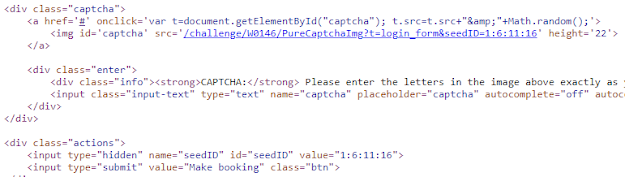 <div class="captcha">
<a href='#' onclick='var t=document.getElementById("captcha"); t.src=t.src+"&amp;"+Math.random();'>
<img id='captcha' src='/challenge/W0146/PureCaptchaImg?t=login_form&seedID=1:6:11:16' height='22'>
</a>
<div class="enter">
<div class="info"><strong>CAPTCHA:</strong> Please enter the letters in the image above exactly as
<input class="input-text" type="text" name="captcha" placeholder="captcha" autocomplete="off" autoc
</div>
</div>
<div class="actions">
<input type="hidden" name="seedID" id="seedID" value="1:6:11:16">
<input type="submit" value="Make booking" class="btn">